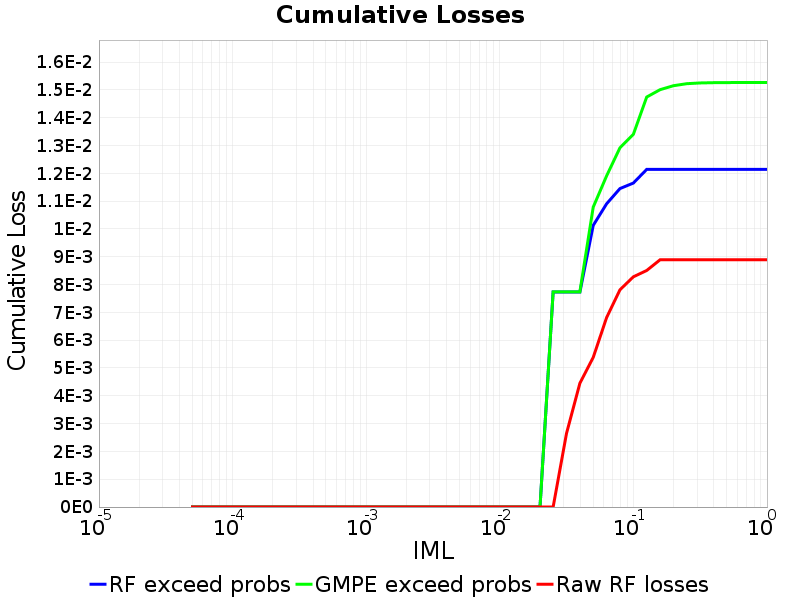 Cumulative Losses
Cumulative Loss
1.6E-2
1.5E-2
1.4E-2
1.3E-2
1.2E-2
1.1E-2
1E-2
9E-3
8E-3
7E-3
6E-3
5E-3
4E-3
3E-3
2E-3
1E-3
0E0
10^-5 10^-4 10^-3 10^-2 10^-1 10^0
IML
RF exceed probs GMPE exceed probs Raw RF losses